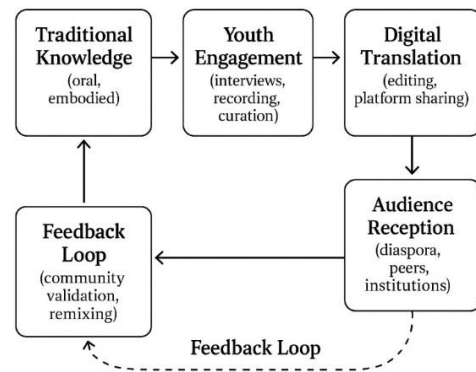 Traditional
Knowledge
(oral,
embodied)
Youth
Engagement
(interviews,
recording,
curation)
Digital
Translation
(editing,
platform sharing)
Audience
Reception
(diaspora,
peers,
institutions)
Feedback
Loop
(community
validation,
remixing)
Feedback Loop